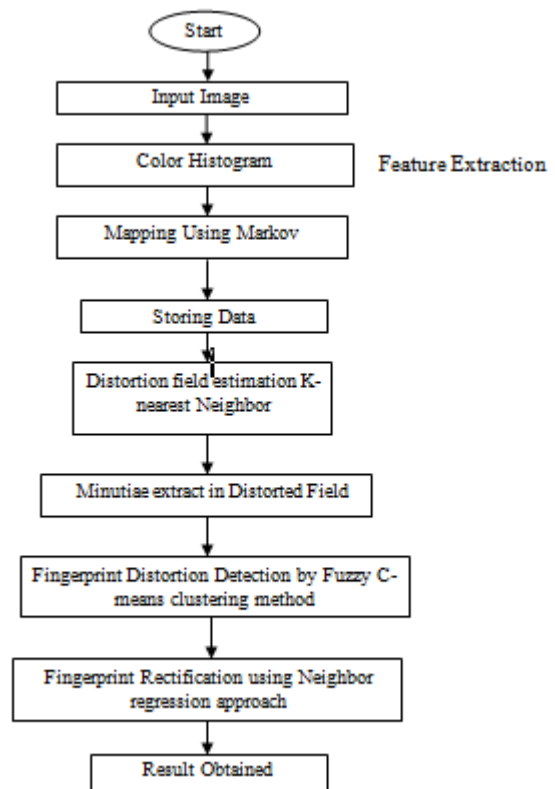 Start
Input Image
Color Histogram
Feature Extraction
Mapping Using Markov
Storing Data
Distortion field estimation K-
nearest Neighbor
Minutiae extract in Distorted Field
Fingerprint Distortion Detection by Fuzzy C-
means clustering method
Fingerprint Rectification using Neighbor
regression approach
Result Obtained